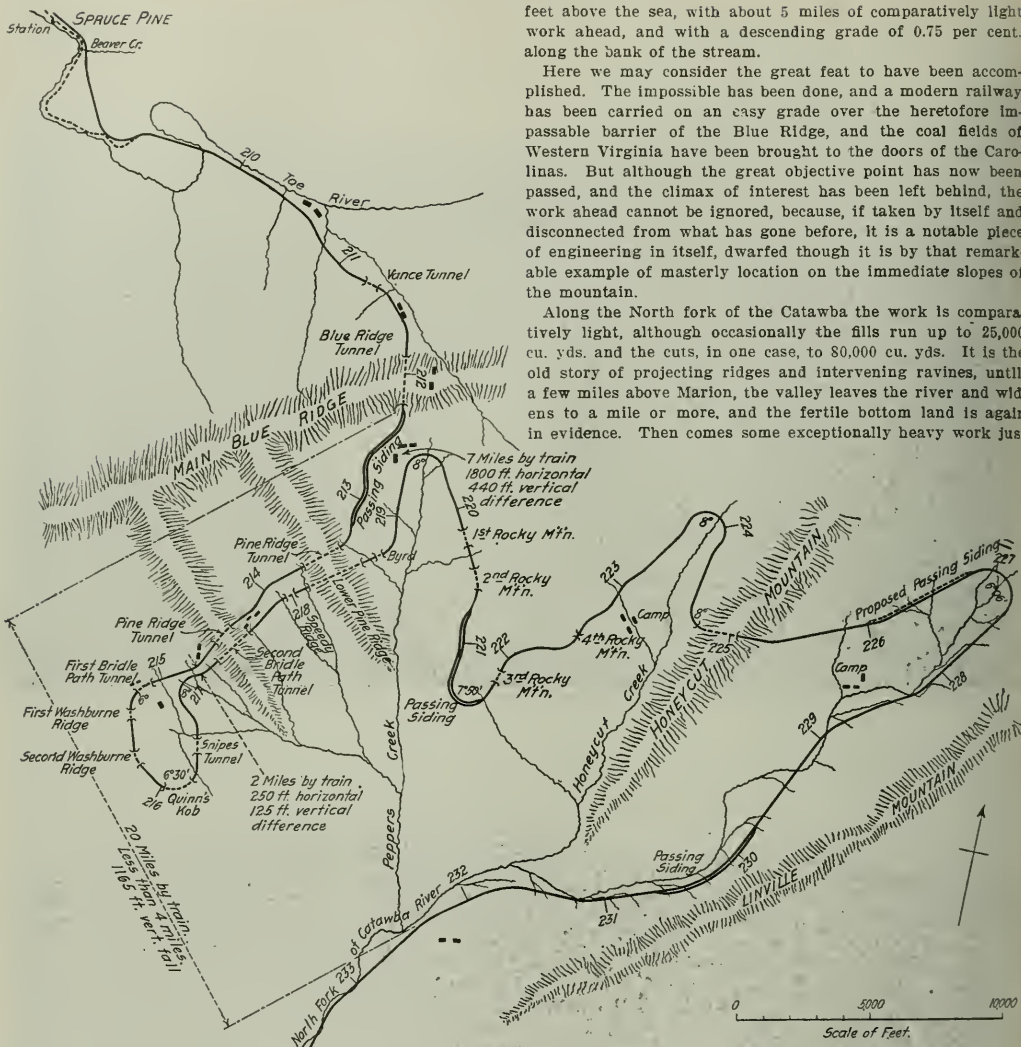 feet above the sea, with about 5 miles of comparatively light
work ahead, and with a descending grade of 0.75 per cent.
along the bank of the stream.
Here we may consider the great feat to have been accom-
plished. The impossible has been done, and a modern railway
has been carried on an easy grade over the heretofore im-
passable barrier of the Blue Ridge, and the coal fields of
Western Virginia have been brought to the doors of the Caro-
linas. But although the great objective point has now been
passed, and the climax of interest has been left behind, the
work ahead cannot be ignored, because, if taken by itself and
disconnected from what has gone before, it is a notable piece
of engineering in itself, dwarfed though it is by that remark-
able example of masterly location on the immediate slopes of
the mountain.
Along the North fork of the Catawba the work is compara-
tively light, although occasionally the fills run up to 25,000
cu. yds. and the cuts, in one case, to 80,000 cu. yds. It is the
old story of projecting ridges and intervening ravines, until
a few miles above Marion, the valley leaves the river and wid-
ens to a mile or more, and the fertile bottom land is again
in evidence. Then comes some exceptionally heavy work jus
SPRUCE PINE
Station
Beaver Cr.
210
Toe River
211
Vance Tunnel
Blue Ridge
Tunnel
212
MAIN BLUE RIDGE
Passing Siding
213
219
8°
7 Miles by train
1800 ft. horizontal
440 ft. vertical
difference
220
1st Rocky Mt'n.
2nd Rocky
Mt'n.
Byrd
Pine Ridge
Tunnel
214
Lower Pine Ridge
218
Speedy
Ridge
Second Bridle
Path
Tunnel
Pine Ridge
Tunnel
First Bridle
Path Tunnel
215
6°
217
First Washburne
Ridge
Second Washburne
Ridge
Snipes
Tunnel
6°30'
216
Quinn's
Kob
2 Miles by train
250 ft. horizontal
125 ft. vertical
difference
20 Miles by train.
Less than 4 miles.
1165 ft. vert. fall
Peppers Creek
221
222
7°50'
Passing
Siding
3rd Rocky
Mt'n.
4th Rocky
Mt'n.
223
Camp
8°
224
8°
225
Honeycut Creek
HONEYCUT MOUNTAIN
Proposed Passing Siding
226
227
Camp
228
229
Passing
Siding
230
231
LINVILLE MOUNTAIN
232
North Fork of Catawba River
233
0 5,000 10,000
Scale of Feet.